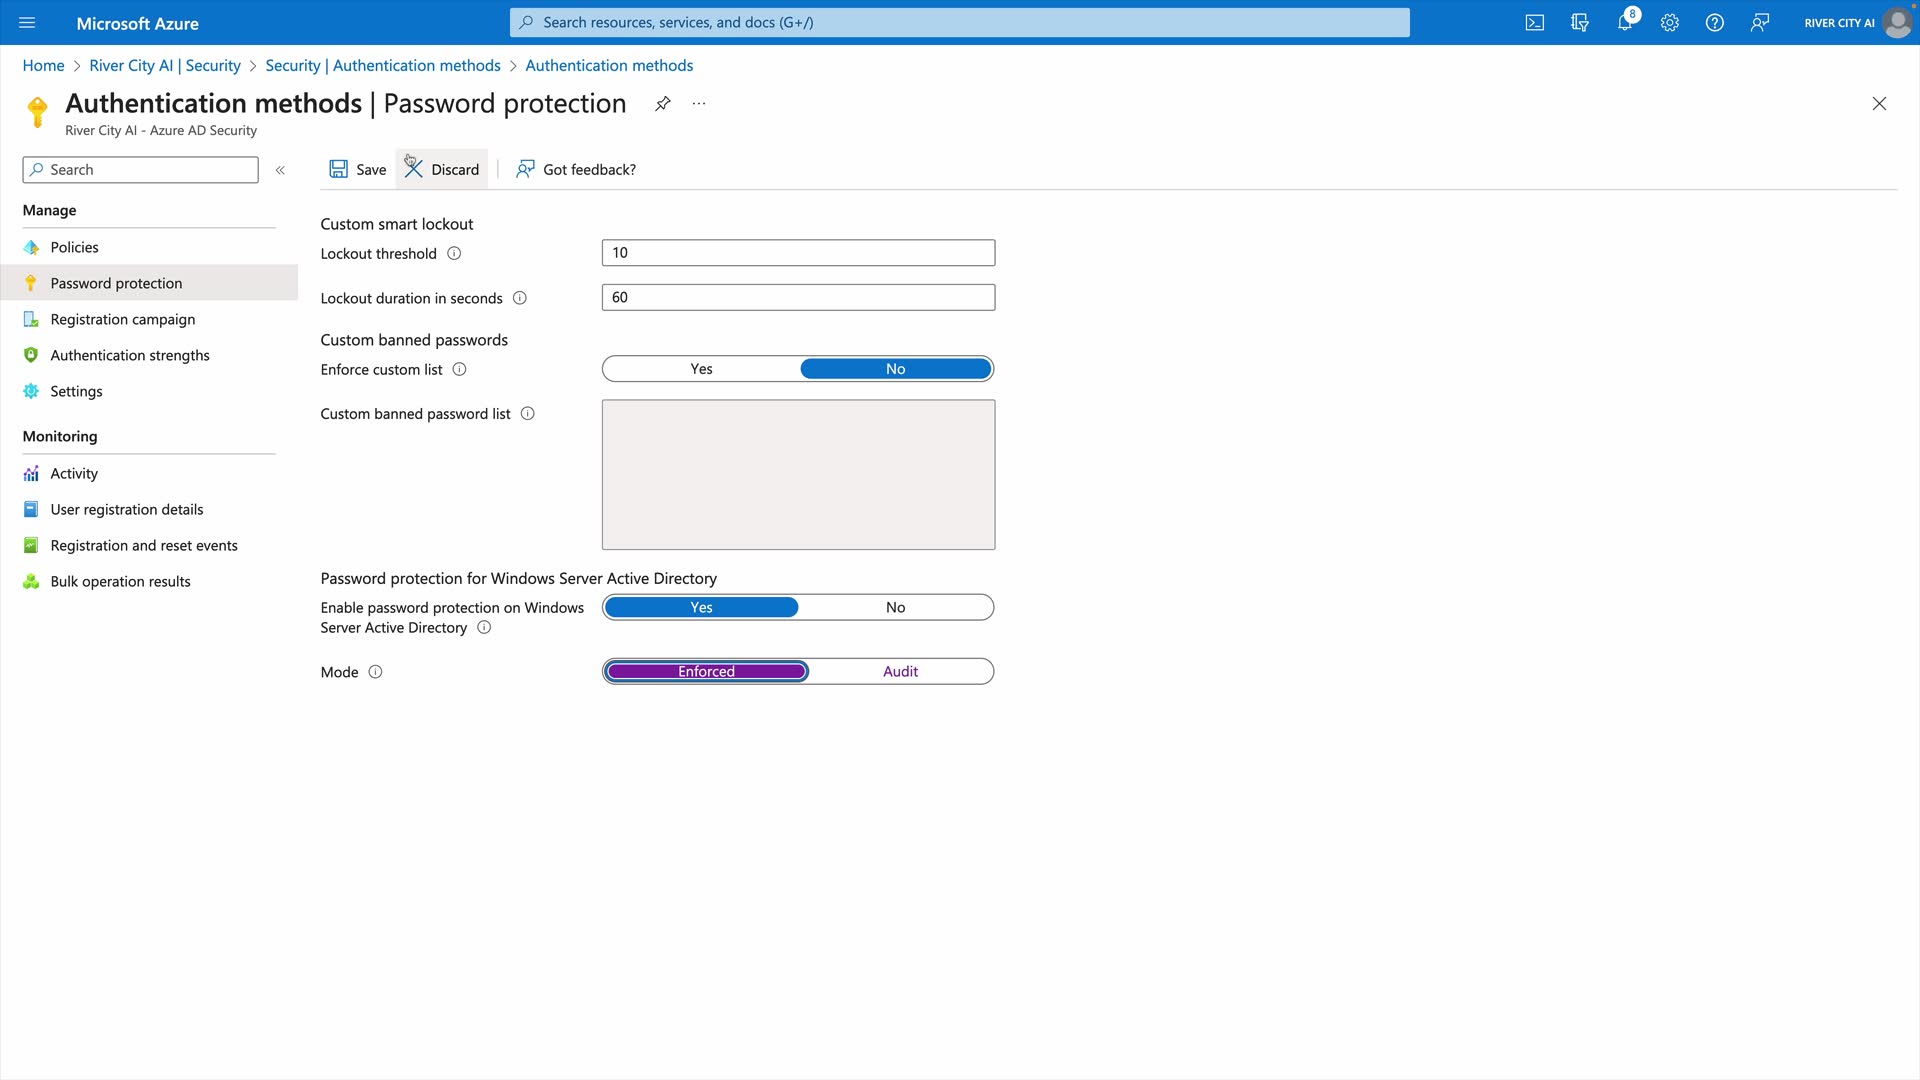 Microsoft Azure
Search resources, services, and docs (G+/)
8
RIVER CITY AI
Home > River City AI | Security > Security | Authentication methods > Authentication methods
Authentication methods | Password protection
River City AI - Azure AD Security
Search
Save
Discard
Got feedback?
Manage
Policies
Password protection
Registration campaign
Authentication strengths
Settings
Monitoring
Activity
User registration details
Registration and reset events
Bulk operation results
Custom smart lockout
Lockout threshold
10
Lockout duration in seconds
60
Custom banned passwords
Enforce custom list
Yes
No
Custom banned password list
Password protection for Windows Server Active Directory
Enable password protection on Windows
Server Active Directory
Yes
No
Mode
Enforced
Audit